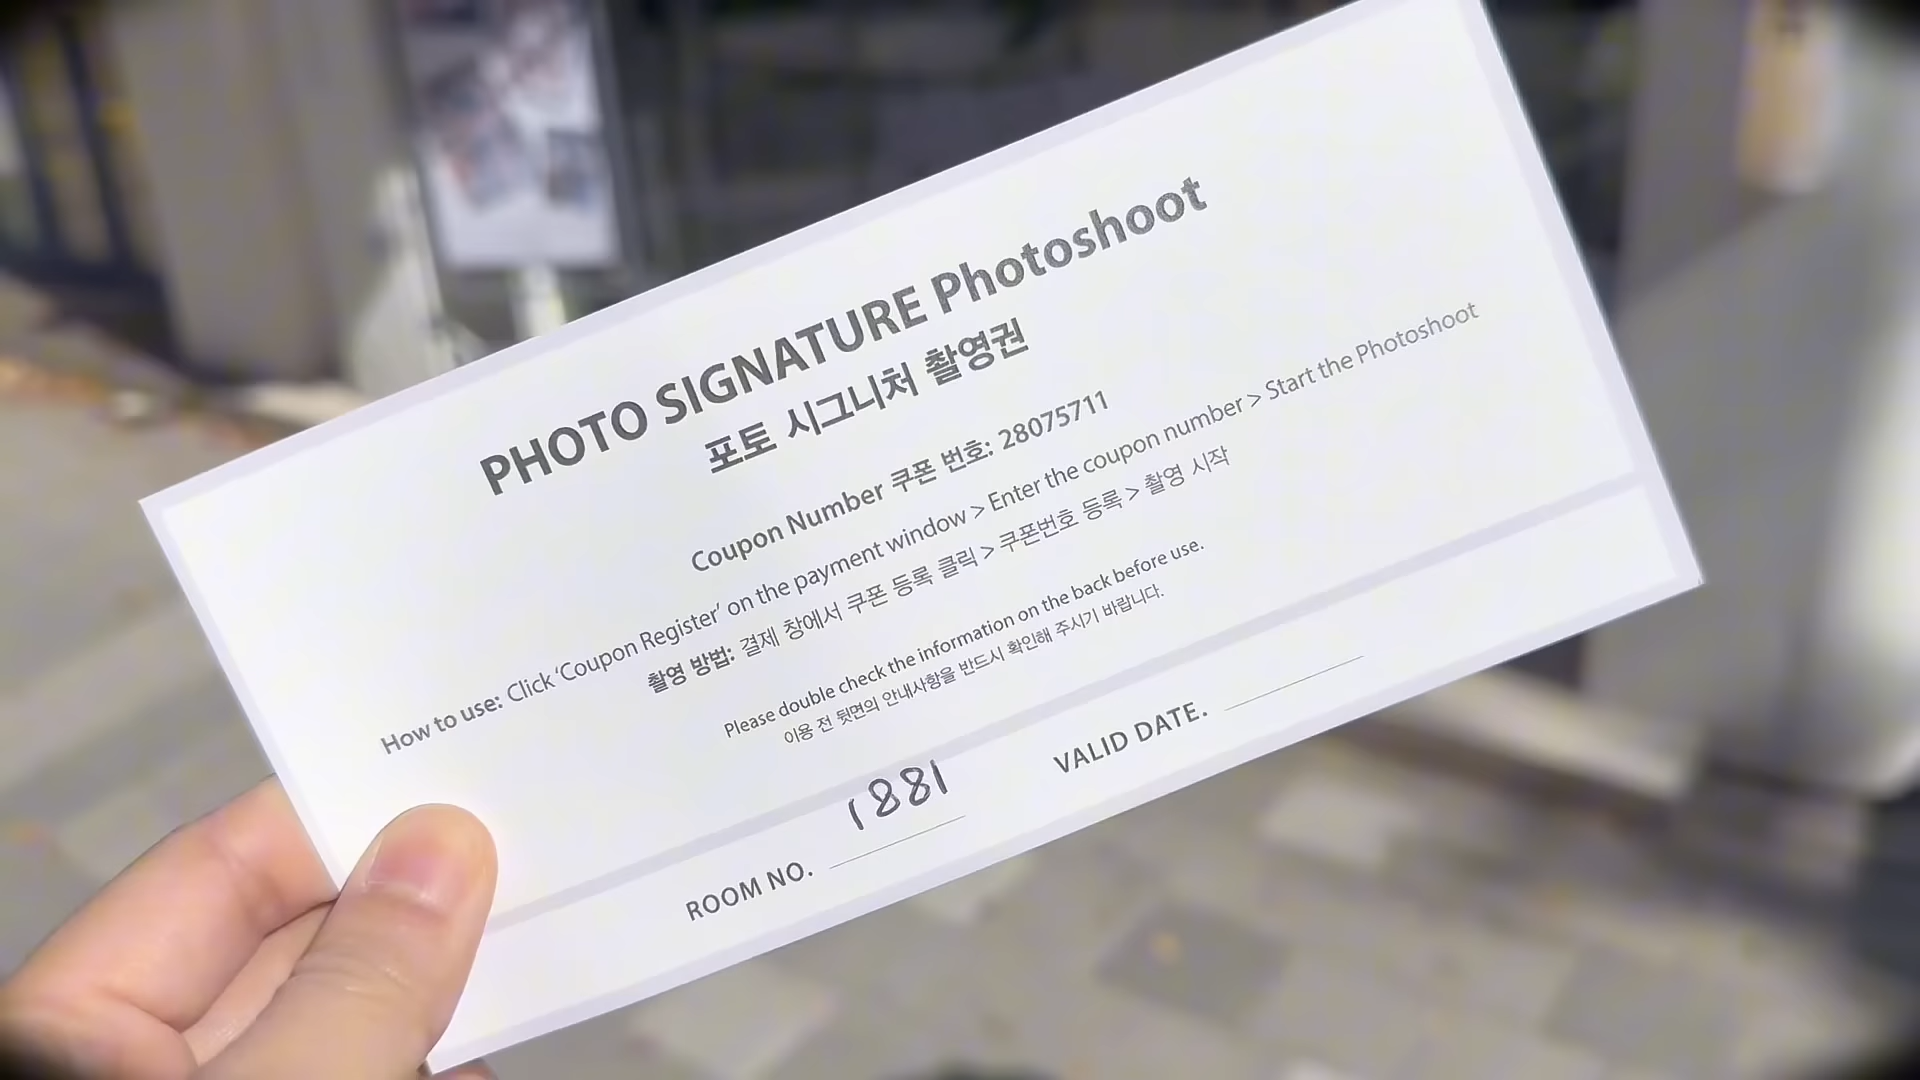 PHOTO SIGNATURE Photoshoot
포토 시그니처 촬영권
Coupon Number 쿠폰 번호: 28075711
How to use: Click ‘Coupon Register’ on the payment window > Enter the coupon number > Start the Photoshoot
촬영 방법: 결제 창에서 쿠폰 등록 클릭 > 쿠폰번호 등록 > 촬영 시작
Please double check the information on the back before use.
이용 전 뒷면의 안내사항을 반드시 확인해 주시기 바랍니다.
ROOM NO. 1881 VALID DATE.